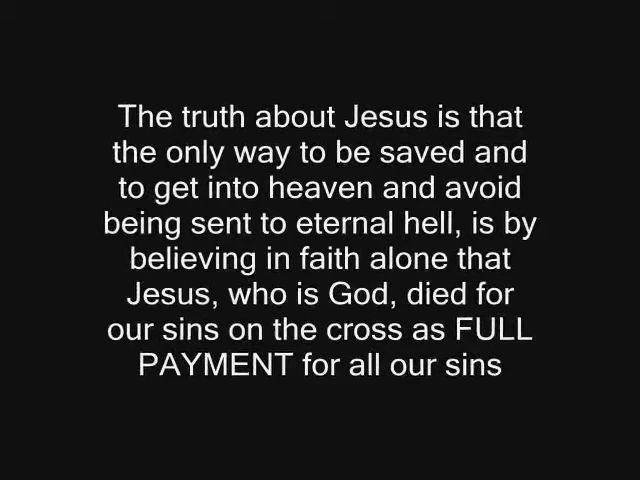 The truth about Jesus is that
the only way to be saved and
to get into heaven and avoid
being sent to eternal hell, is by
believing in faith alone that
Jesus, who is God, died for
our sins on the cross as FULL
PAYMENT for all our sins